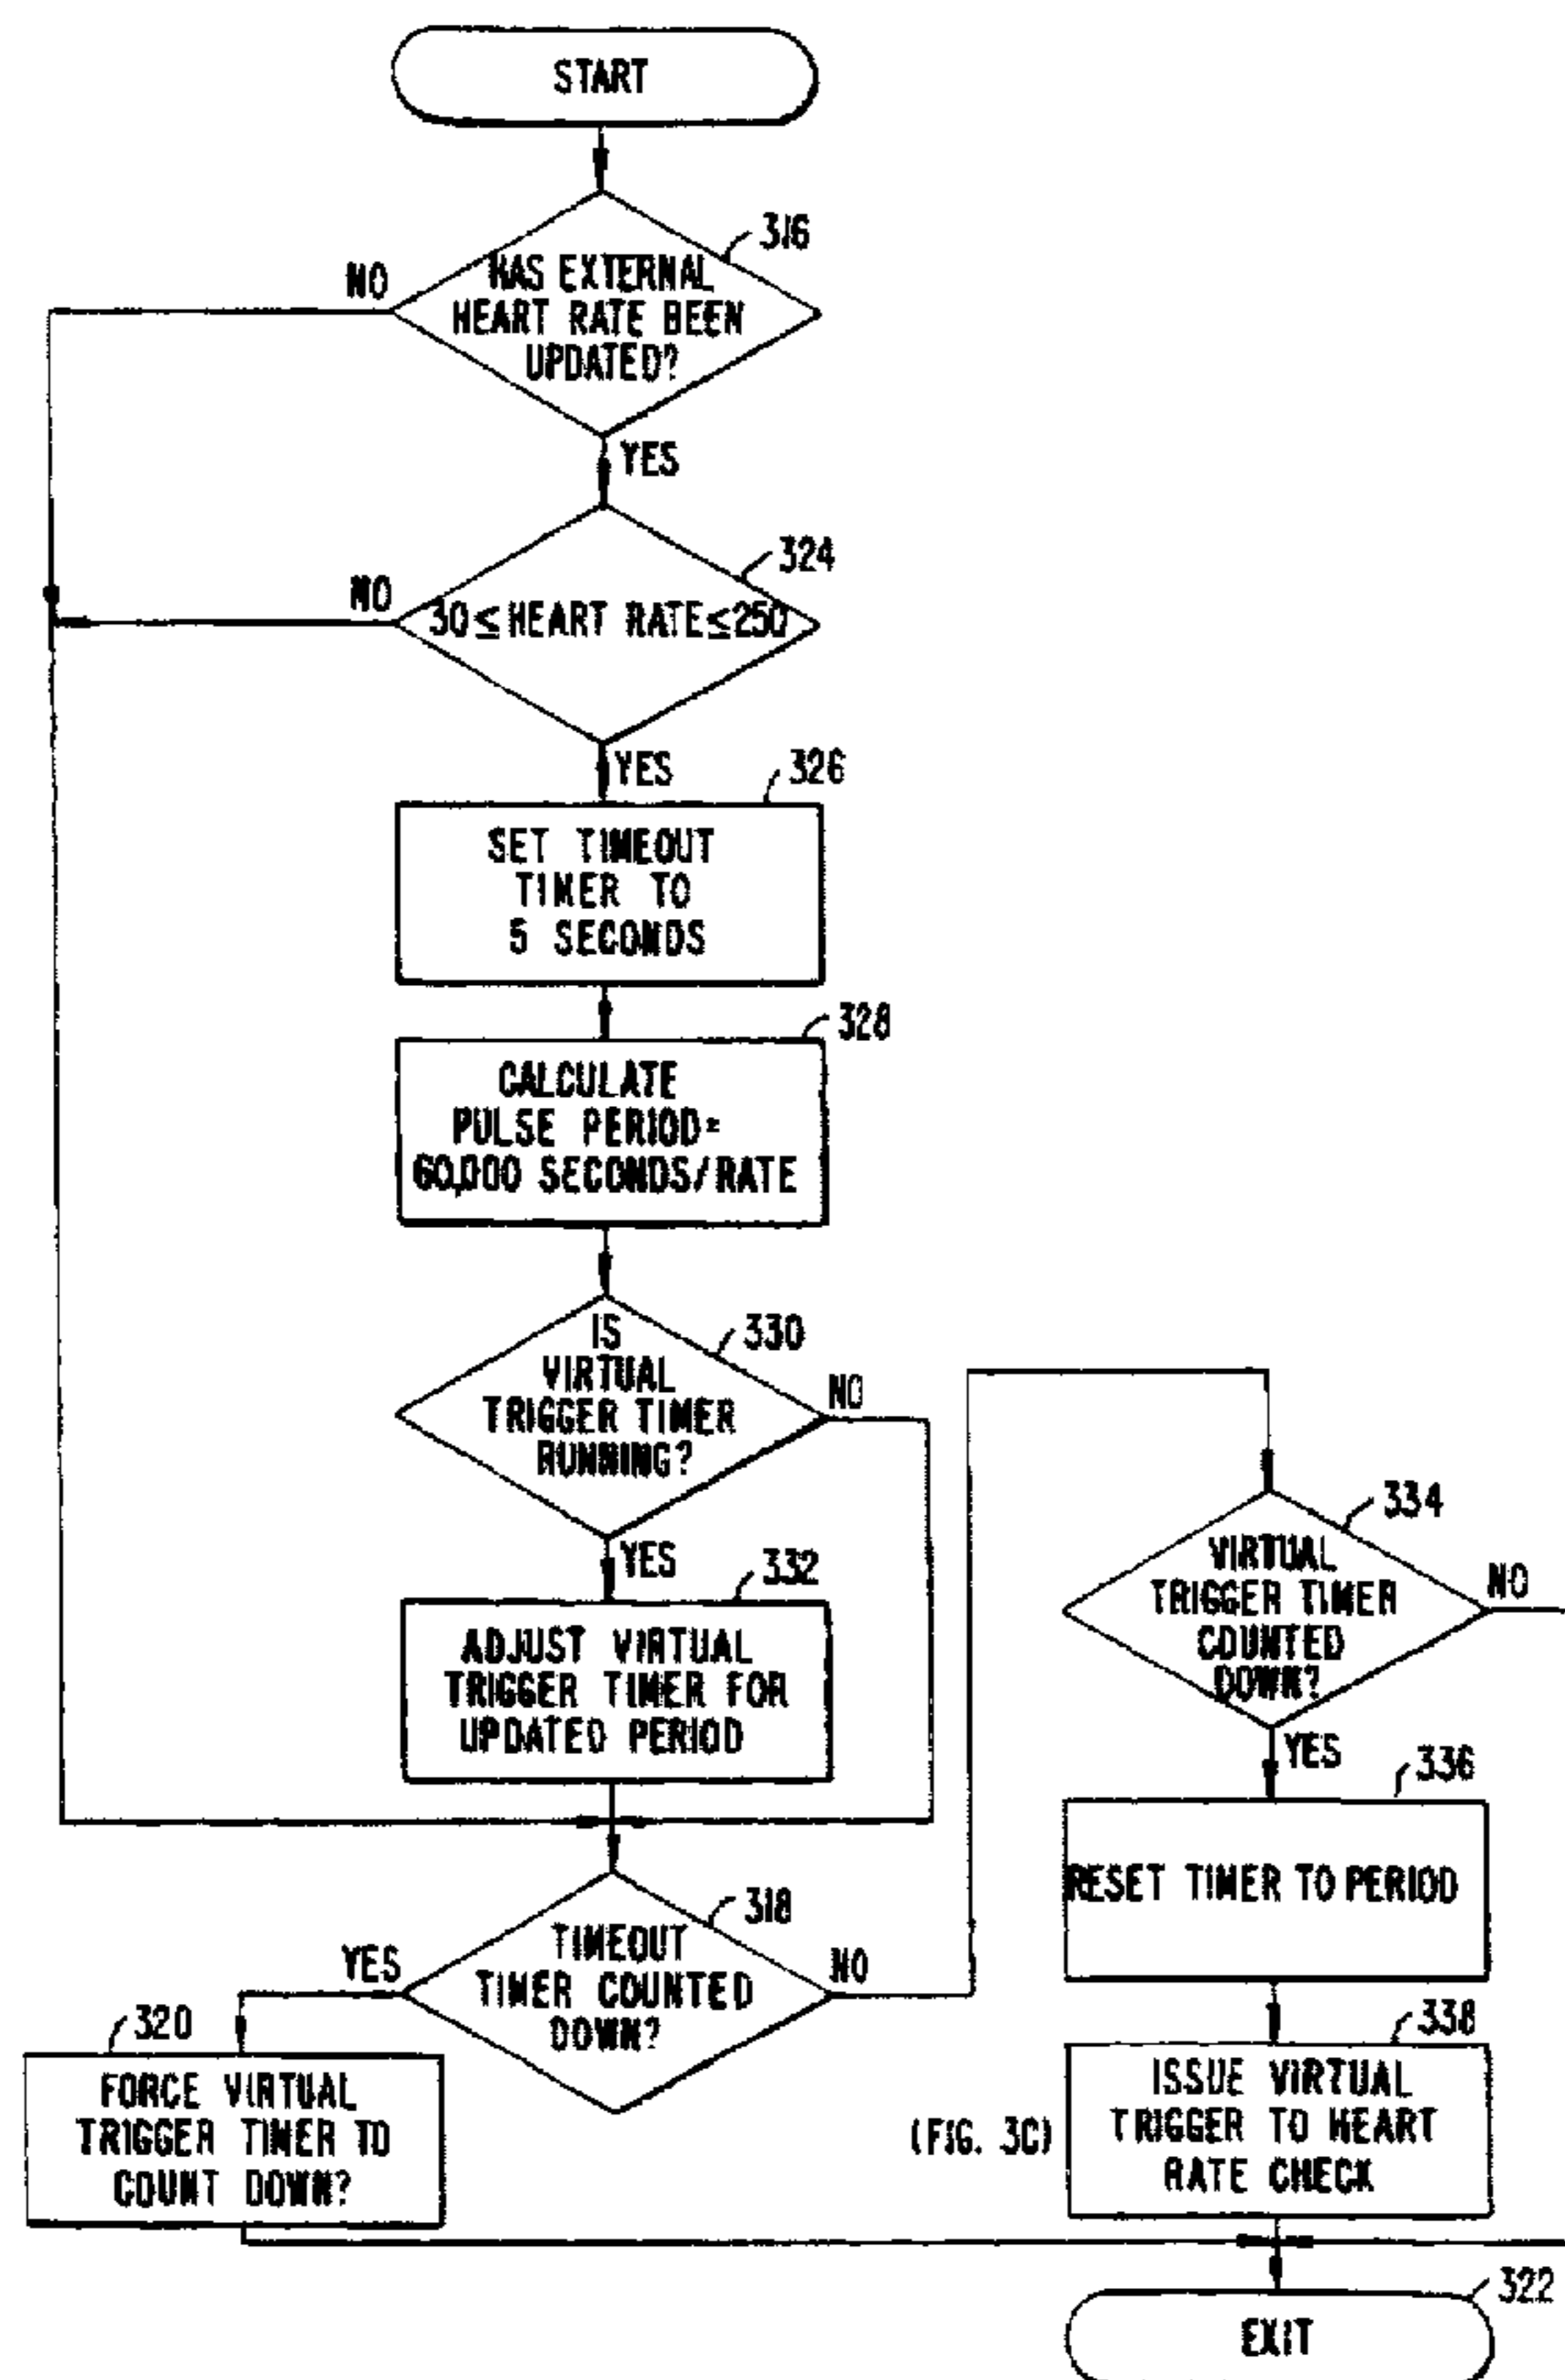 START
316
HAS EXTERNAL
HEART RATE BEEN
UPDATED?
NO
YES
324
NO
30≤HEART RATE≤250
YES
326
SET TIMEOUT
TIMER TO
5 SECONDS
328
CALCULATE
PULSE PERIOD=
60,000 SECONDS/RATE
330
IS
VIRTUAL
TRIGGER TIMER
RUNNING?
NO
YES
332
ADJUST VIRTUAL
TRIGGER TIMER FOR
UPDATED PERIOD
318
TIMEOUT
TIMER COUNTED
DOWN?
YES
NO
320
FORCE VIRTUAL
TRIGGER TIMER TO
COUNT DOWN?
334
VIRTUAL
TRIGGER TIMER
COUNTED
DOWN?
NO
YES
336
RESET TIMER TO PERIOD
338
(FIG. 3C)
ISSUE VIRTUAL
TRIGGER TO HEART
RATE CHECK
322
EXIT